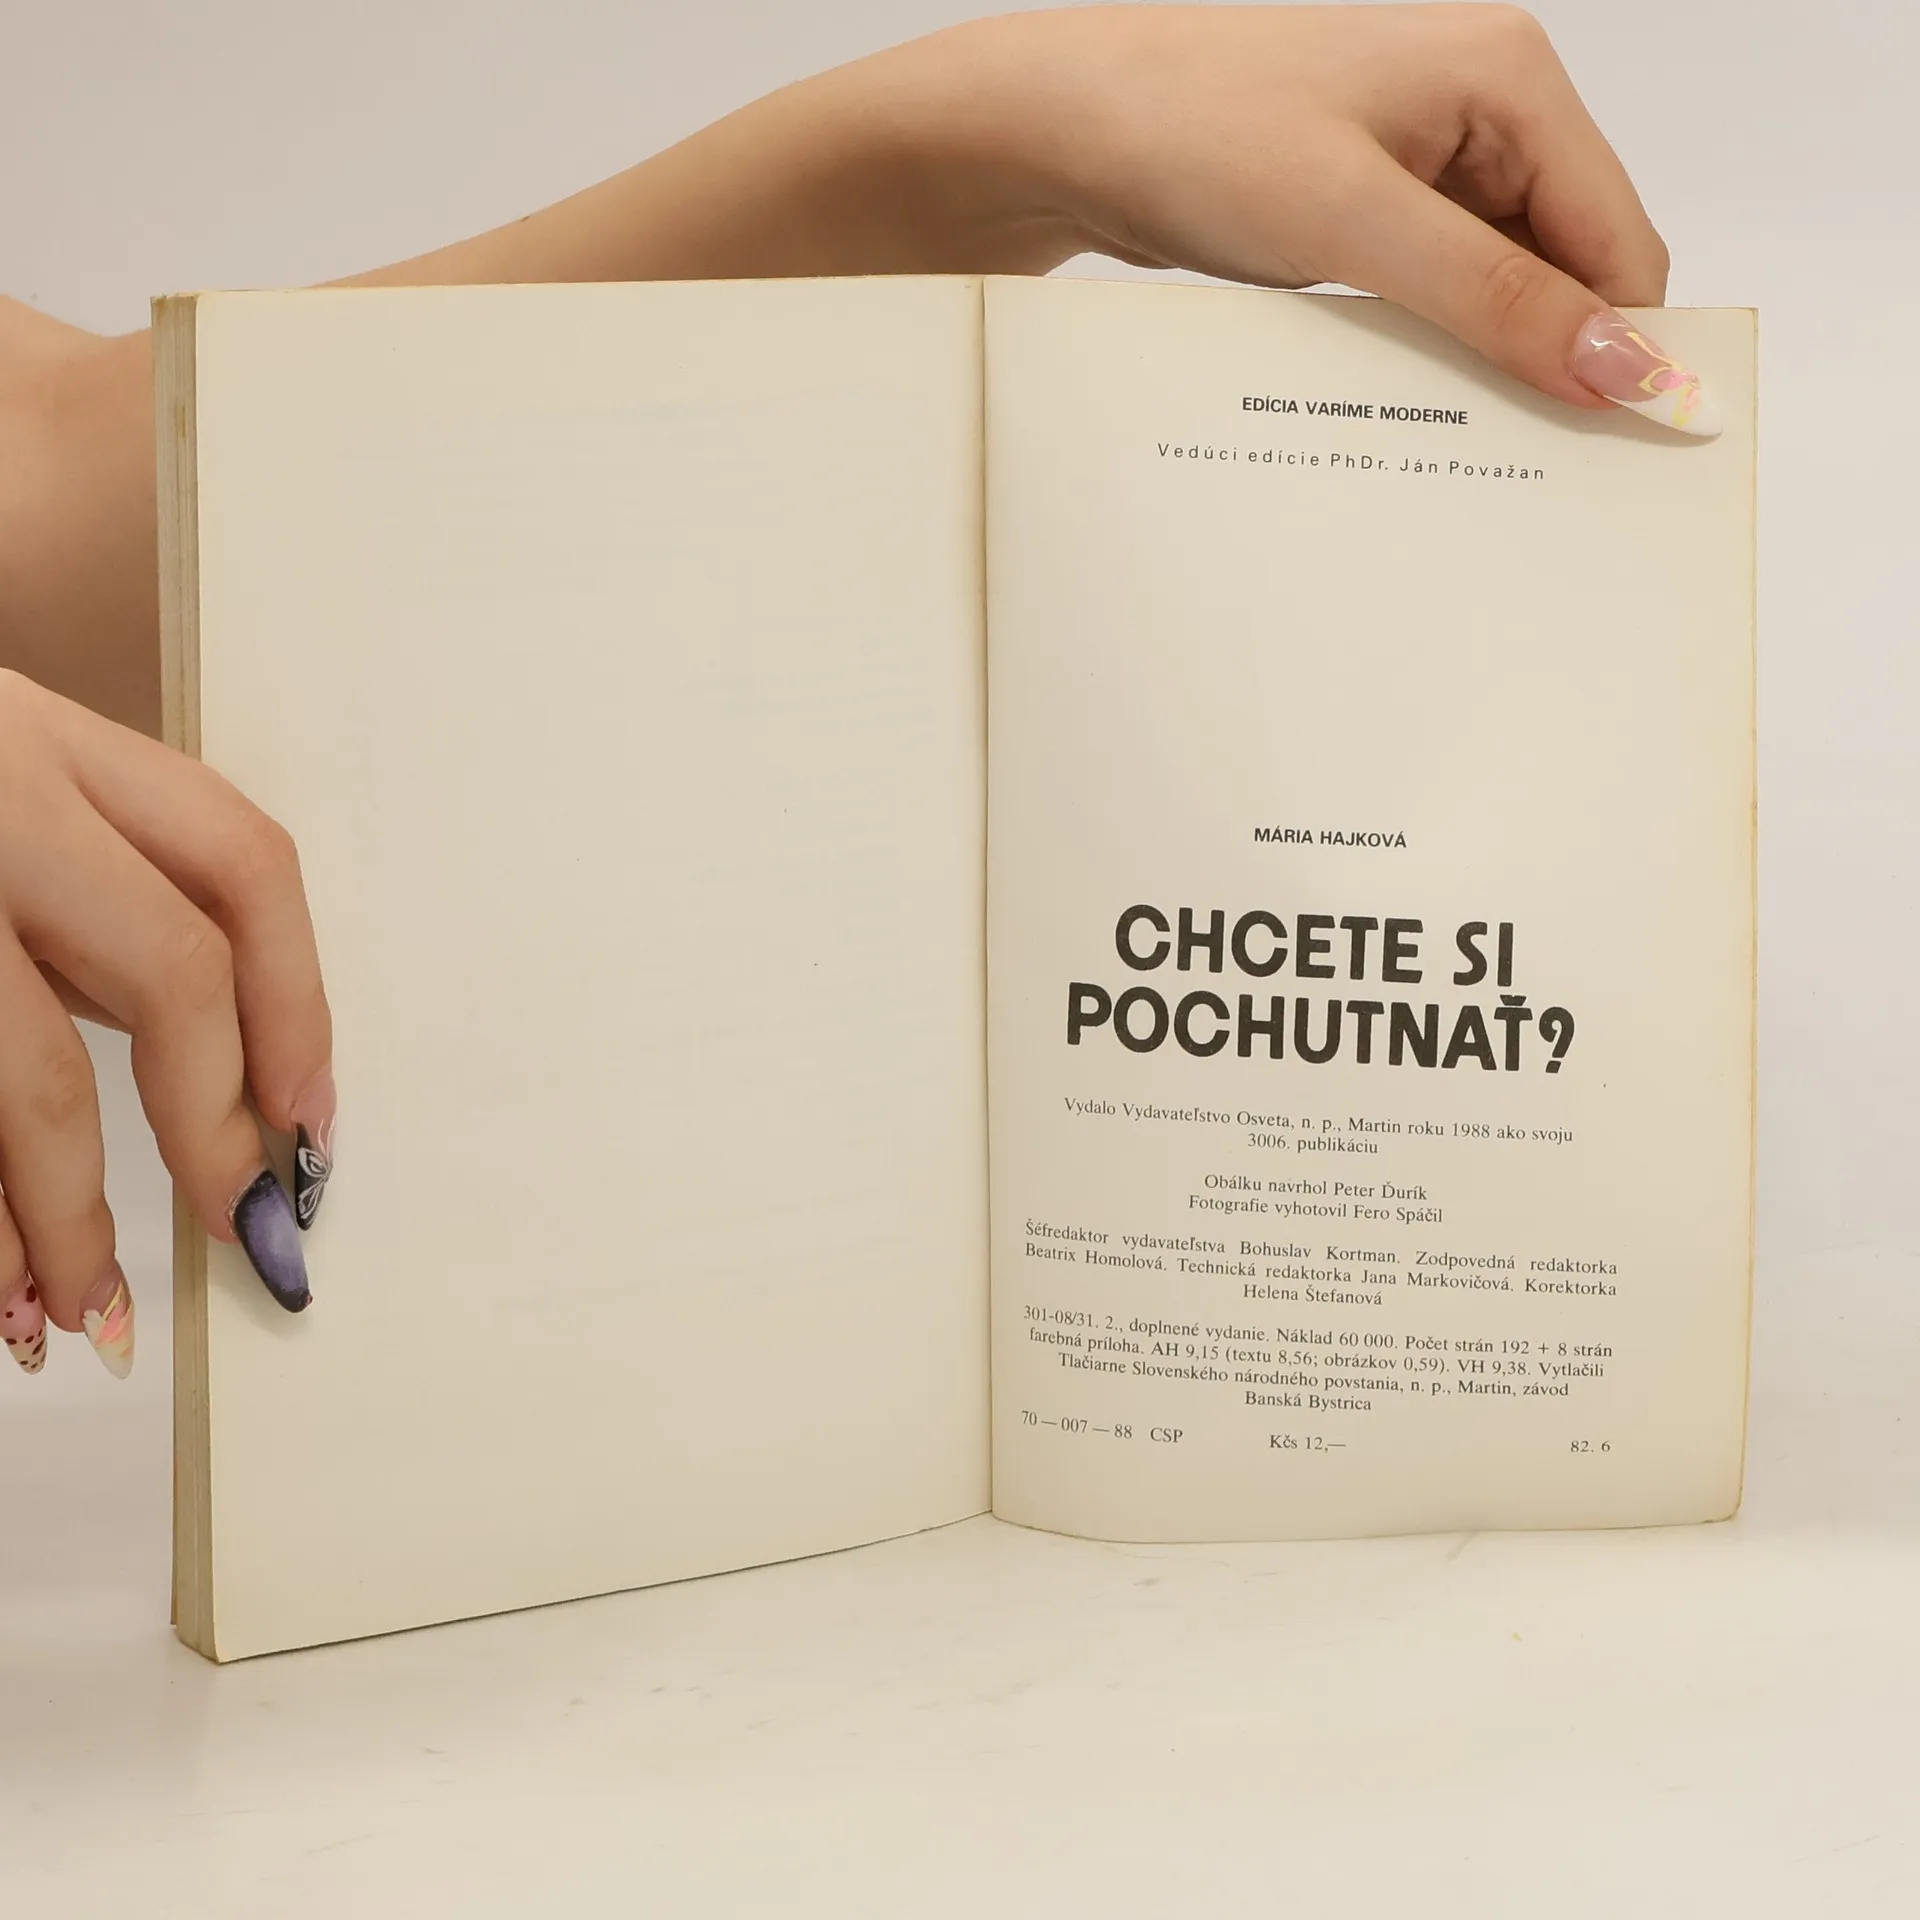 EDÍCIA VARÍME MODERNE
Vedúci edície PhDr. Ján Považan
MÁRIA HAJKOVÁ
CHCETE SI
POCHUTNAŤ?
Vydalo Vydavateľstvo Osveta, n. p., Martin roku 1988 ako svoju
3006. publikáciu
Obálku navrhol Peter Ďurík
Fotografie vyhotovil Fero Spáčil
Šéfredaktor vydavateľstva Bohuslav Kortman. Zodpovedná redaktorka
Beatrix Homolová. Technická redaktorka Jana Markovičová. Korektorka
Helena Štefanová
301-08/31. 2., doplnené vydanie. Náklad 60 000. Počet strán 192 + 8 strán
farebná príloha. AH 9,15 (textu 8,56; obrázkov 0,59). VH 9,38. Vytlačili
Tlačiarne Slovenského národného povstania, n. p., Martin, závod
Banská Bystrica
70 — 007 — 88 CSP Kčs 12,— 82. 6